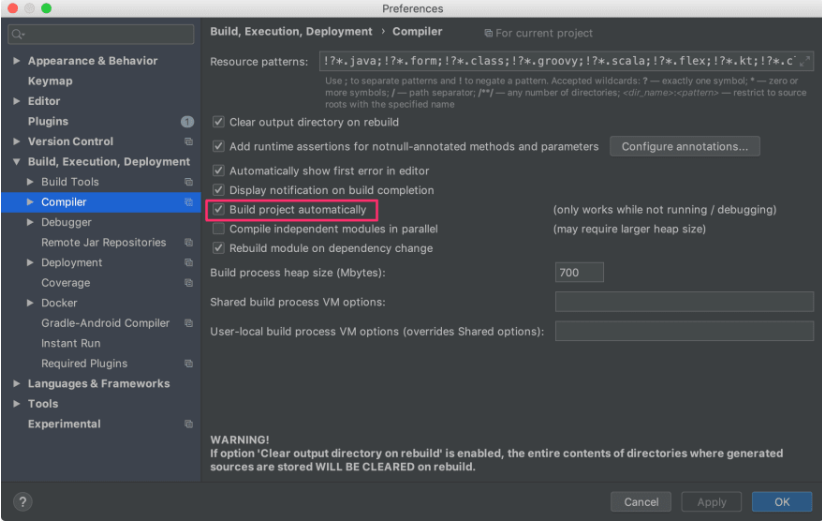 Preferences
Build, Execution, Deployment › Compiler
For current project
Appearance & Behavior
Keymap
Editor
Plugins
1
Version Control
Build, Execution, Deployment
Build Tools
Compiler
Debugger
Remote Jar Repositories
Deployment
Coverage
Docker
Gradle-Android Compiler
Instant Run
Required Plugins
Languages & Frameworks
Tools
Experimental
Resource patterns:
!?*.java;!?*.form;!?*.class;!?*.groovy;!?*.scala;!?*.flex;!?*.kt;!?*.c
Use ; to separate patterns and ! to negate a pattern. Accepted wildcards: ? — exactly one symbol; * — zero or
more symbols; / — path separator; /**/ — any number of directories; <dir_name>:<pattern> — restrict to source
roots with the specified name
Clear output directory on rebuild
Add runtime assertions for notnull-annotated methods and parameters
Configure annotations...
Automatically show first error in editor
Display notification on build completion
Build project automatically
(only works while not running / debugging)
Compile independent modules in parallel
(may require larger heap size)
Rebuild module on dependency change
Build process heap size (Mbytes):
700
Shared build process VM options:
User-local build process VM options (overrides Shared options):
WARNING!
If option 'Clear output directory on rebuild' is enabled, the entire contents of directories where generated
sources are stored WILL BE CLEARED on rebuild.
?
Cancel
Apply
OK